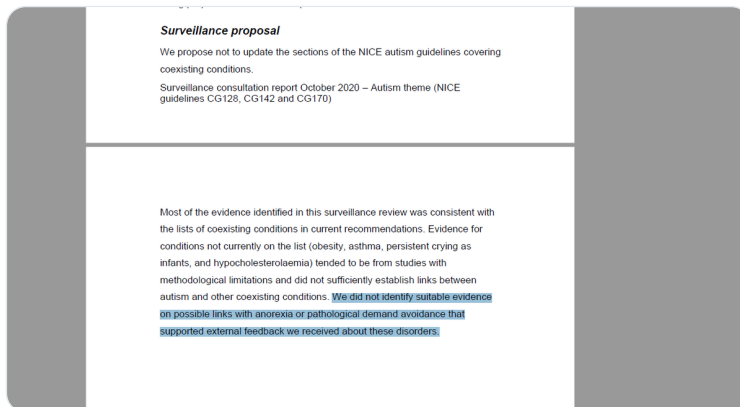 Surveillance proposal
We propose not to update the sections of the NICE autism guidelines covering
coexisting conditions.
Surveillance consultation report October 2020 – Autism theme (NICE
guidelines CG128, CG142 and CG170)
Most of the evidence identified in this surveillance review was consistent with
the lists of coexisting conditions in current recommendations. Evidence for
conditions not currently on the list (obesity, asthma, persistent crying as
infants, and hypocholesterolaemia) tended to be from studies with
methodological limitations and did not sufficiently establish links between
autism and other coexisting conditions. We did not identify suitable evidence
on possible links with anorexia or pathological demand avoidance that
supported external feedback we received about these disorders.